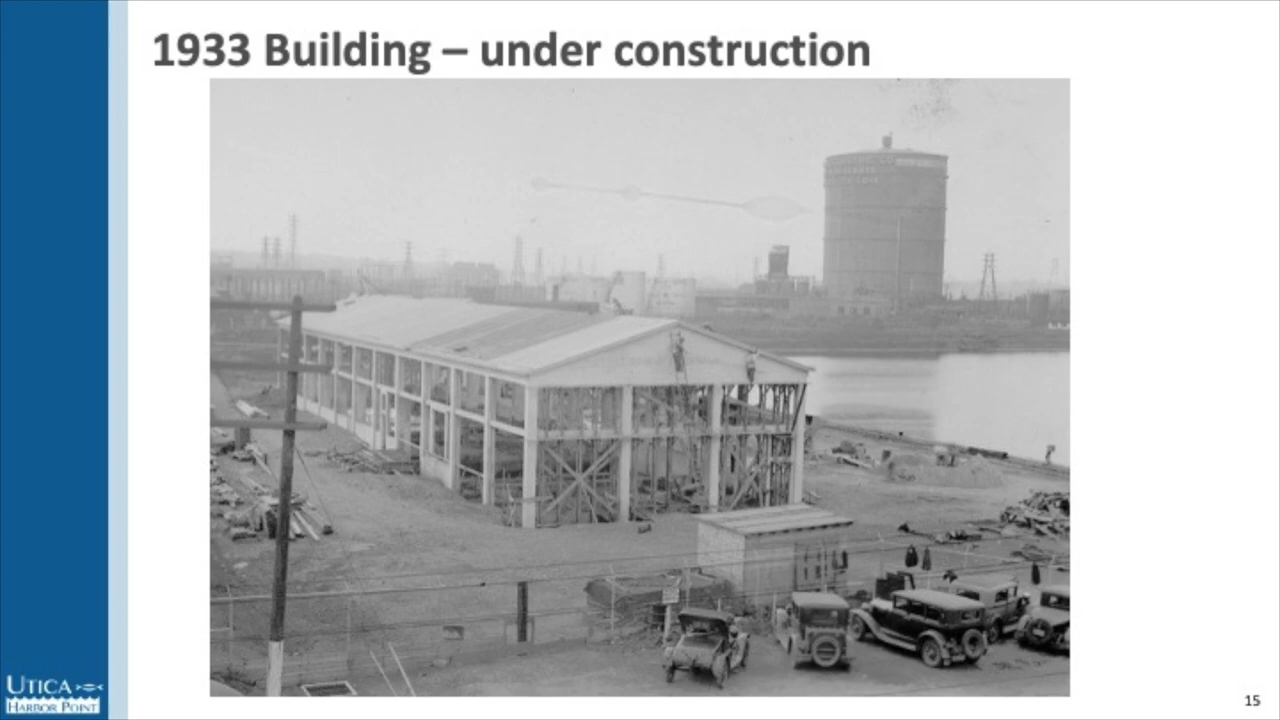 1933 Building – under construction
UTICA
HARBOR POINT
15